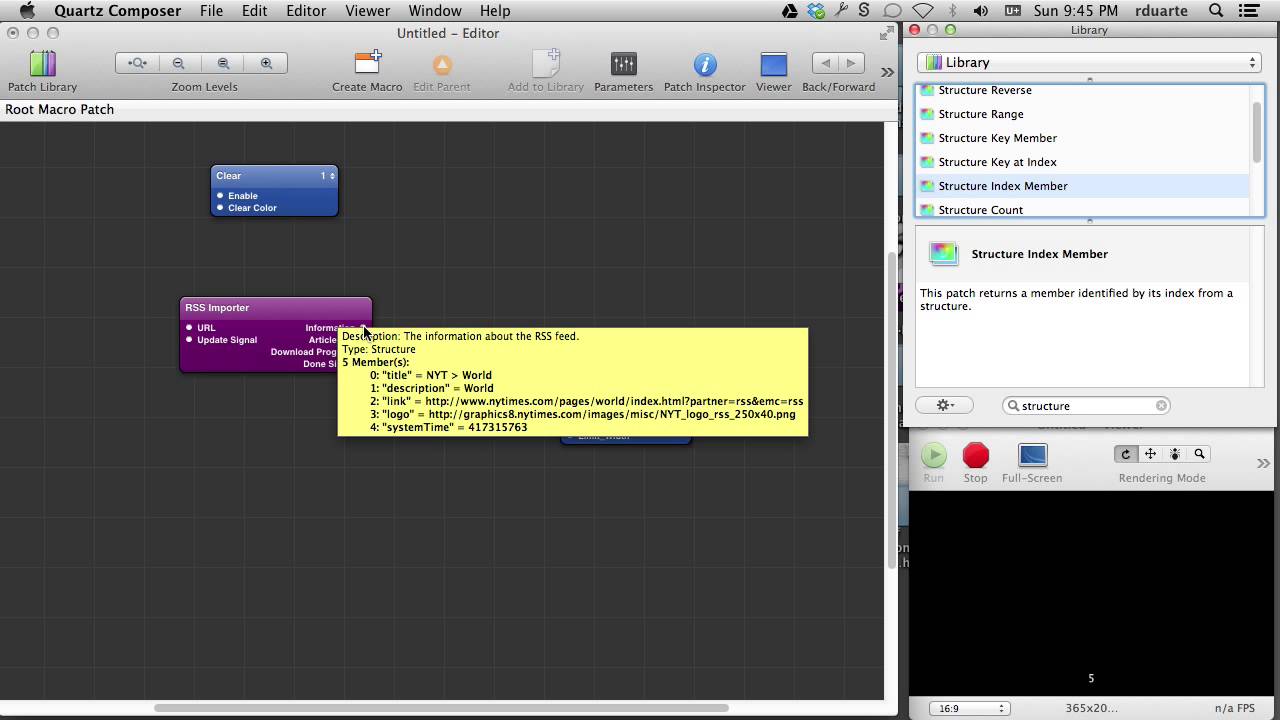 Quartz Composer File Edit Editor Viewer Window Help
Sun 9:45 PM rduarte
Untitled – Editor
Patch Library
Zoom Levels
Create Macro
Edit Parent
Add to Library
Parameters
Patch Inspector
Viewer
Back/Forward
Root Macro Patch
Clear 1
Enable
Clear Color
RSS Importer
URL
Update Signal
Download
Description: The information about the RSS feed.
Type: Structure
5 Member(s):
0: "title" = NYT > World
1: "description" = World
2: "link" = http://www.nytimes.com/pages/world/index.html?partner=rss&emc=rss
3: "logo" = http://graphics8.nytimes.com/images/misc/NYT_logo_rss_250x40.png
4: "systemTime" = 417315763
Library
Library
Structure Reverse
Structure Range
Structure Key Member
Structure Key at Index
Structure Index Member
Structure Count
Structure Index Member
This patch returns a member identified by its index from a
structure.
structure
Run
Stop
Full-Screen
Rendering Mode
5
16:9
365x20...
n/a FPS